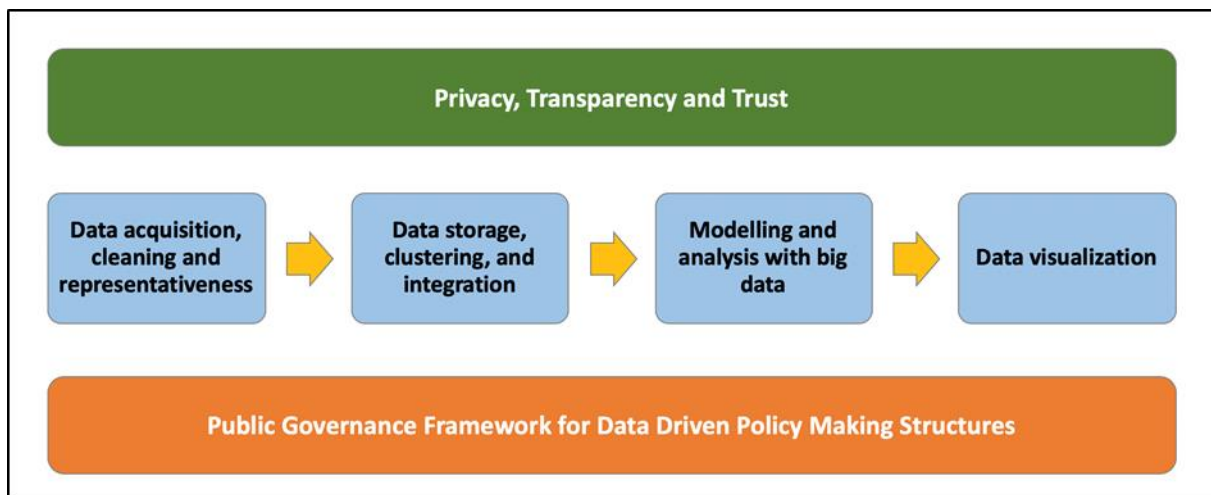 Privacy, Transparency and Trust
Data acquisition,
cleaning and
representativeness
Data storage,
clustering, and
integration
Modelling and
analysis with big
data
Data visualization
Public Governance Framework for Data Driven Policy Making Structures